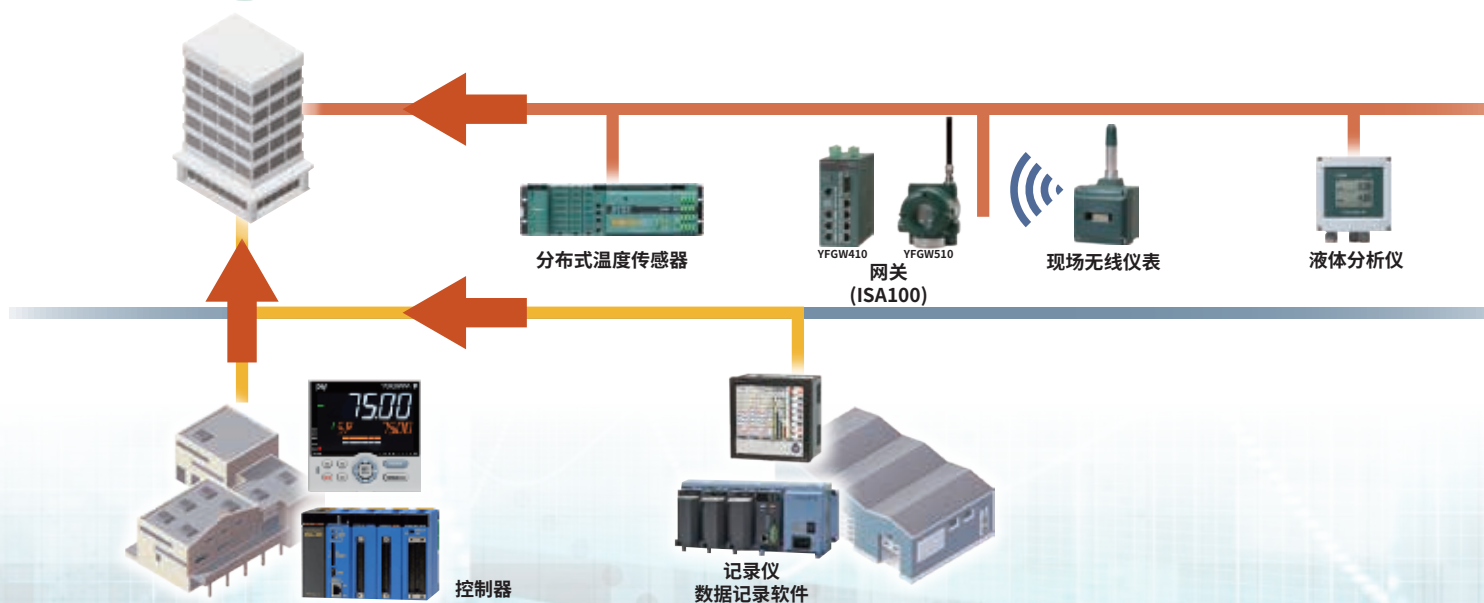 分布式温度传感器
YFGW410
YFGW510
网关
(ISA100)
现场无线仪表
液体分析仪
75.00
75.00
控制器
记录仪
数据记录软件